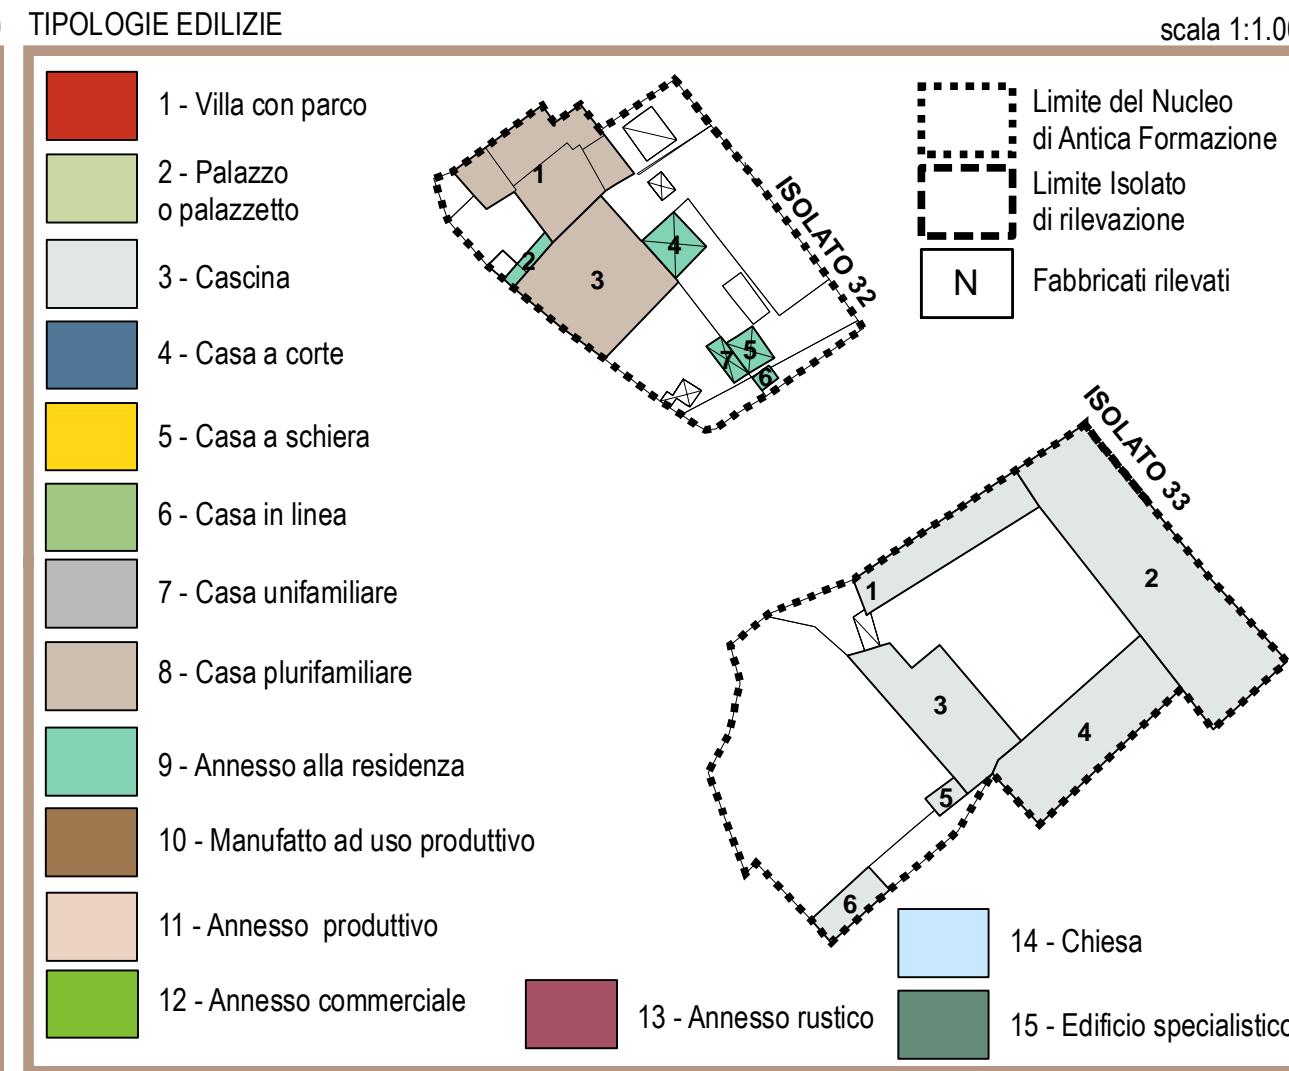 TIPOLOGIE EDILIZIE
scala 1:1.00
1 - Villa con parco
2 - Palazzo
o palazzetto
3 - Cascina
4 - Casa a corte
5 - Casa a schiera
6 - Casa in linea
7 - Casa unifamiliare
8 - Casa plurifamiliare
9 - Annesso alla residenza
10 - Manufatto ad uso produttivo
11 - Annesso  produttivo
12 - Annesso commerciale
13 - Annesso rustico
14 - Chiesa
15 - Edificio specialistico
Limite del Nucleo
di Antica Formazione
Limite Isolato
di rilevazione
N
Fabbricati rilevati
ISOLATO 32
1
2
3
4
5
6
7
ISOLATO 33
1
2
3
4
5
6